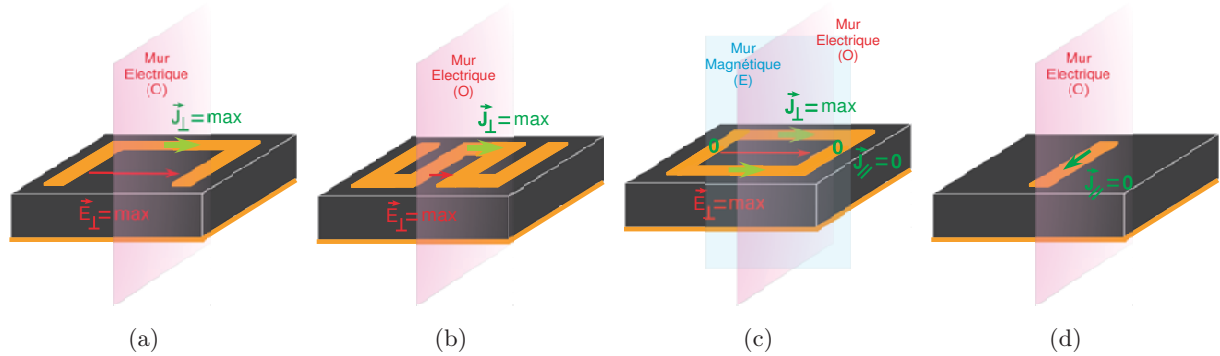 Mur
Electrique
(O)
J⊥=max
E⊥=max
(a)
Mur
Electrique
(O)
J⊥=max
E⊥=max
(b)
Mur
Magnétique
(E)
Mur
Electrique
(O)
J⊥=max
0
0
J//=0
E⊥=max
(c)
Mur
Electrique
(O)
J//=0
(d)